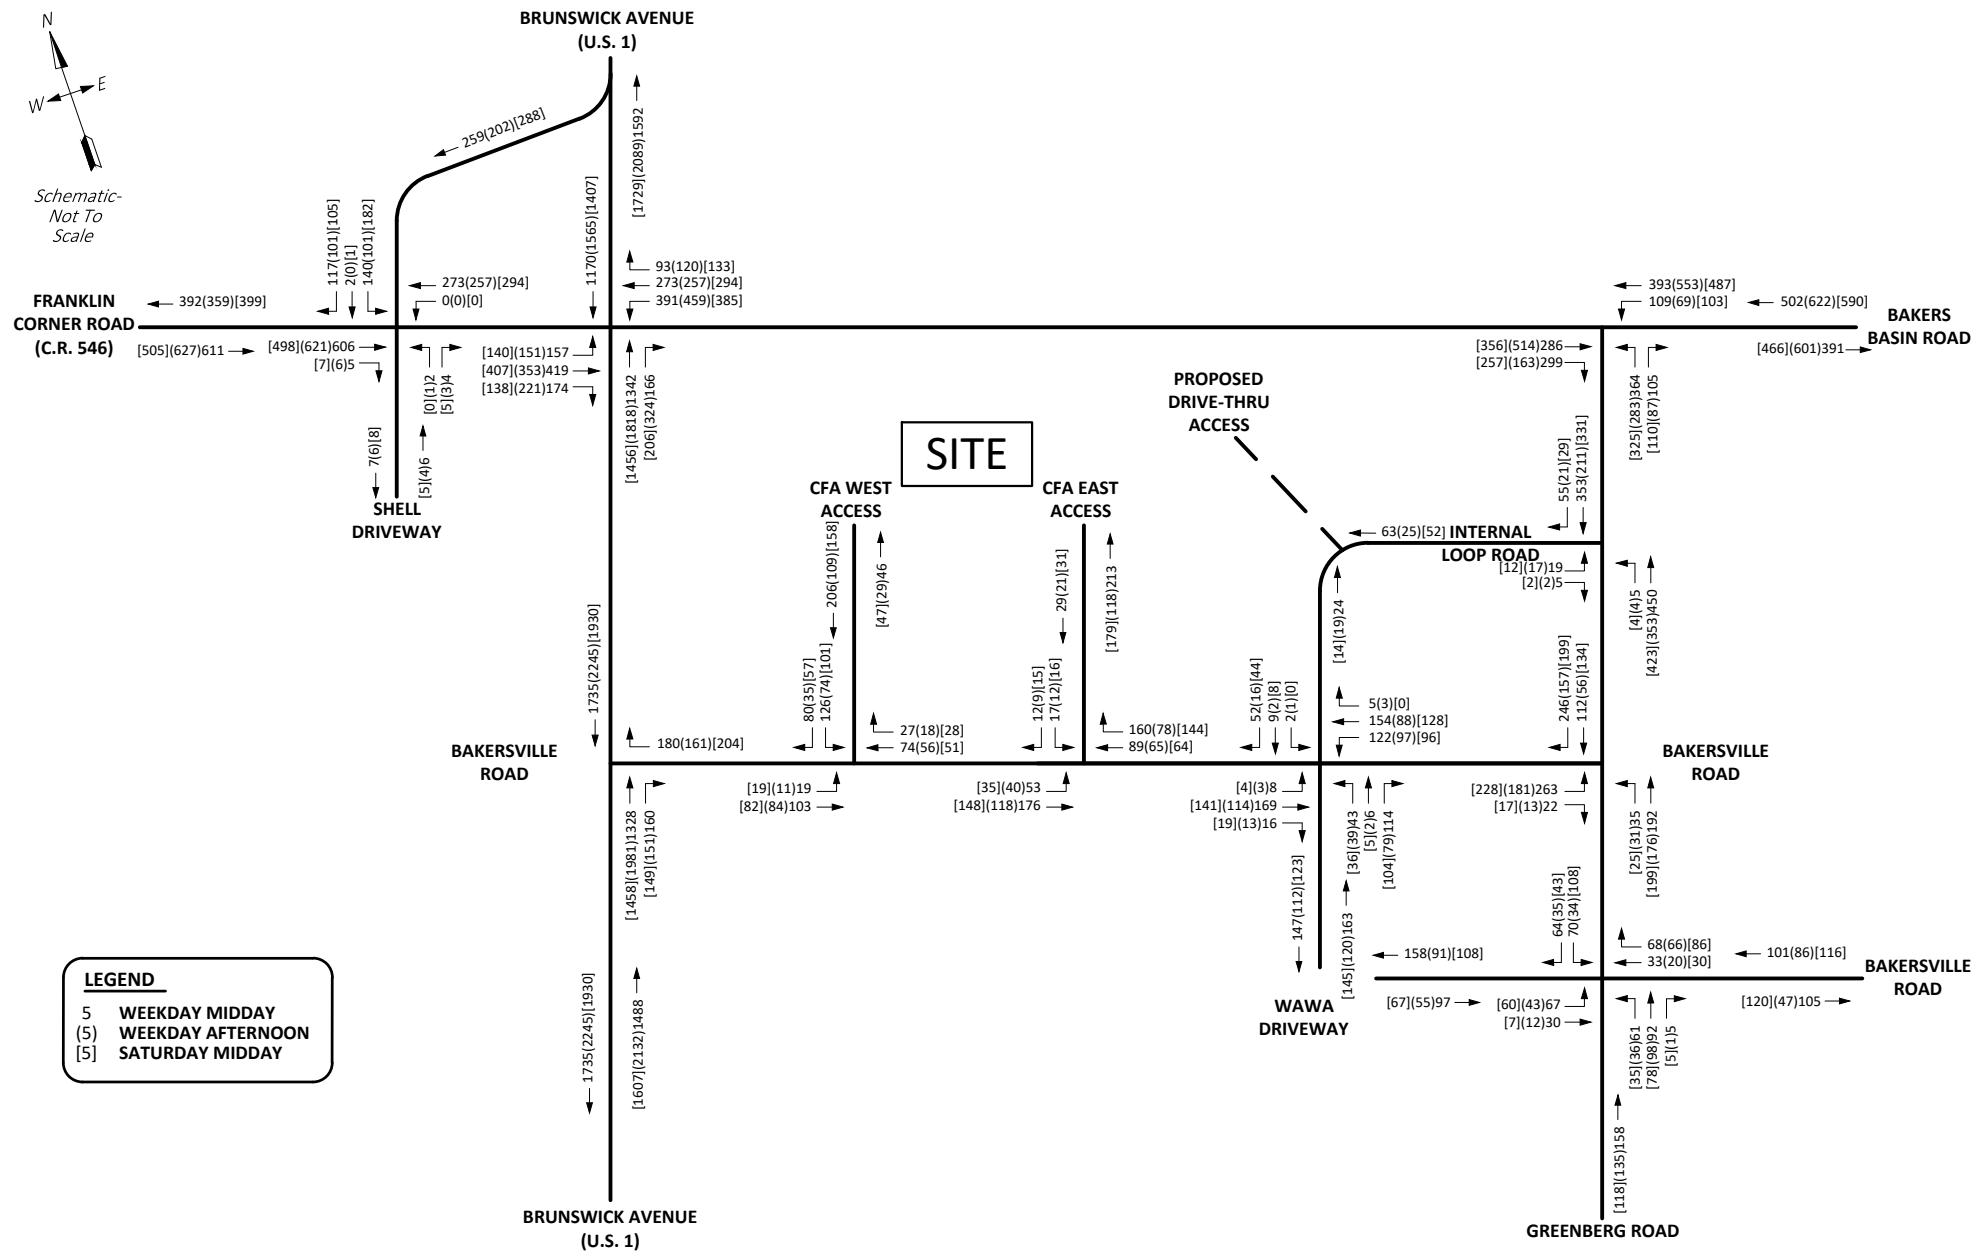 BRUNSWICK AVENUE
(U.S. 1)
N
W
E
Schematic-
Not To
Scale
259(202)[288]
[1729](2089)1592
117(101)[105]
2(0)[1]
140(101)[182]
1170(1565)[1407]
273(257)[294]
0(0)[0]
93(120)[133]
273(257)[294]
391(459)[385]
393(553)[487]
109(69)[103]
502(622)[590]
FRANKLIN
CORNER ROAD
(C.R. 546)
392(359)[399]
[505](627)611
[498](621)606
[7](6)5
[0](1)2
[5](3)4
[140](151)157
[407](353)419
[138](221)174
[1456](1818)1342
[206](324)166
[356](514)286
[257](163)299
[325](283)364
[110](87)105
[466](601)391
BAKERS
BASIN ROAD
7(6)[8]
[5](4)6
SHELL
DRIVEWAY
SITE
PROPOSED
DRIVE-THRU
ACCESS
CFA WEST
ACCESS
CFA EAST
ACCESS
55(21)[29]
353(211)[331]
63(25)[52]
INTERNAL
LOOP ROAD
[12](17)19
[2](2)5
[4](4)5
[423](353)450
206(109)[158]
[47](29)46
29(21)[31]
[179](118)213
[14](19)24
1735(2245)[1930]
80(35)[57]
126(74)[101]
12(9)[15]
17(12)[16]
52(16)[44]
9(2)[8]
2(1)[0]
246(157)[199]
112(56)[134]
BAKERSVILLE
ROAD
180(161)[204]
27(18)[28]
74(56)[51]
160(78)[144]
89(65)[64]
5(3)[0]
154(88)[128]
122(97)[96]
BAKERSVILLE
ROAD
[1458](1981)1328
[149](151)160
[19](11)19
[82](84)103
[35](40)53
[148](118)176
[4](3)8
[141](114)169
[19](13)16
[36](39)43
[5](2)6
[104](79)114
[228](181)263
[17](13)22
[25](31)35
[199](176)192
147(112)[123]
[145](120)163
64(35)[43]
70(34)[108]
158(91)[108]
68(66)[86]
33(20)[30]
101(86)[116]
BAKERSVILLE
ROAD
1735(2245)[1930]
[1607](2132)1488
WAWA
DRIVEWAY
[67](55)97
[60](43)67
[7](12)30
[35](36)61
[78](98)92
[5](1)5
[120](47)105
[118](135)158
LEGEND
5 WEEKDAY MIDDAY
(5) WEEKDAY AFTERNOON
[5] SATURDAY MIDDAY
BRUNSWICK AVENUE
(U.S. 1)
GREENBERG ROAD